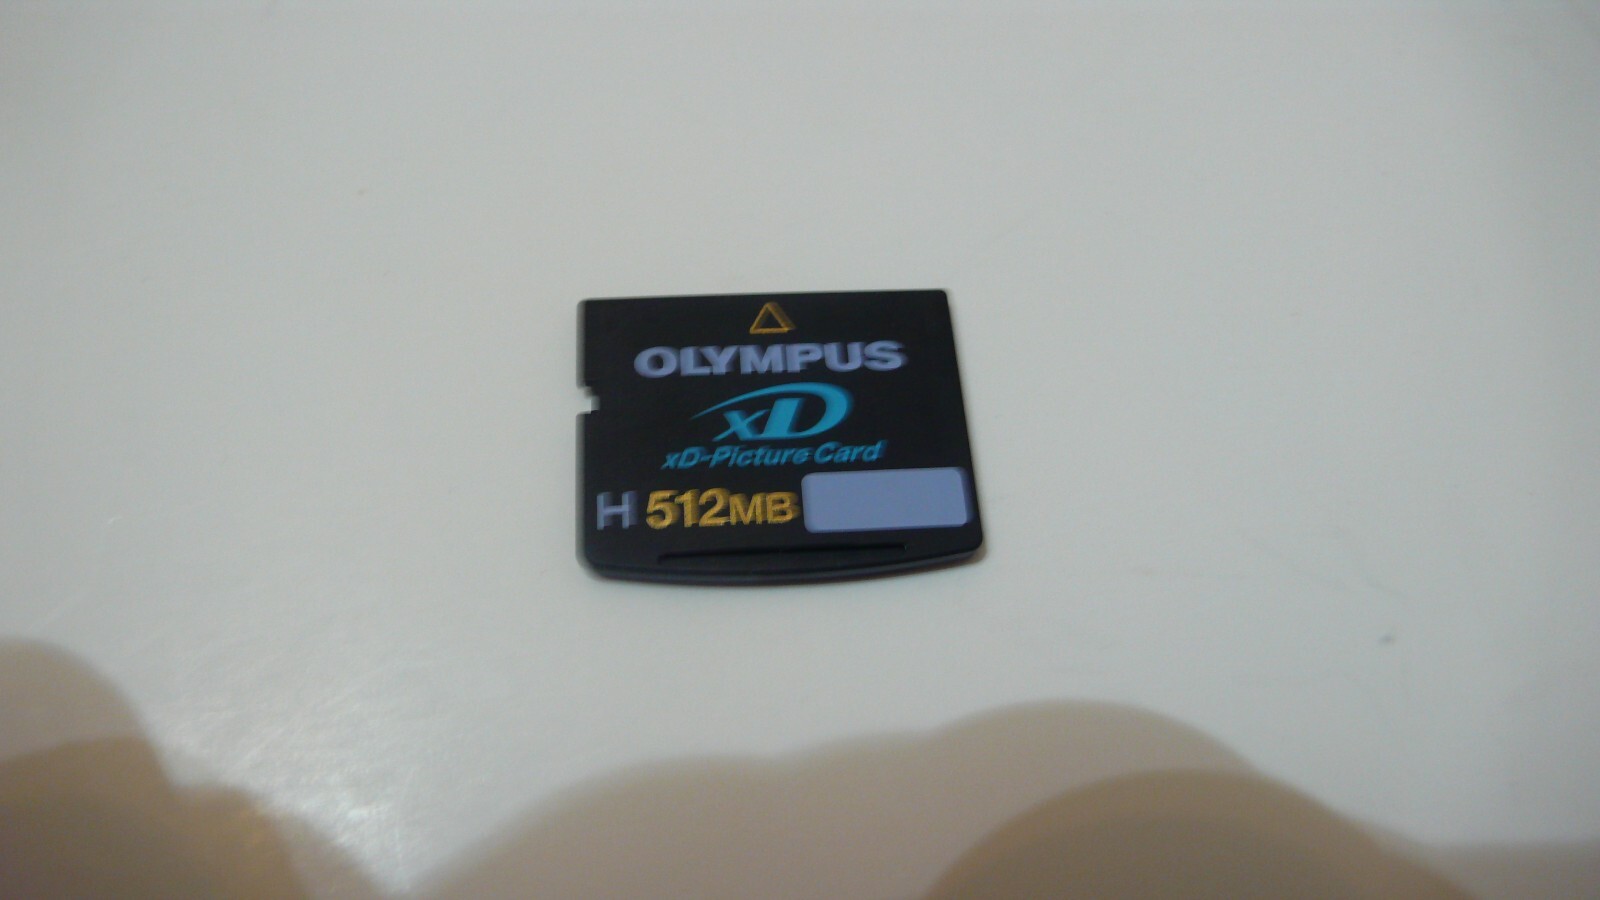 OLYMPUS
xD
xD-Picture Card
H 512MB